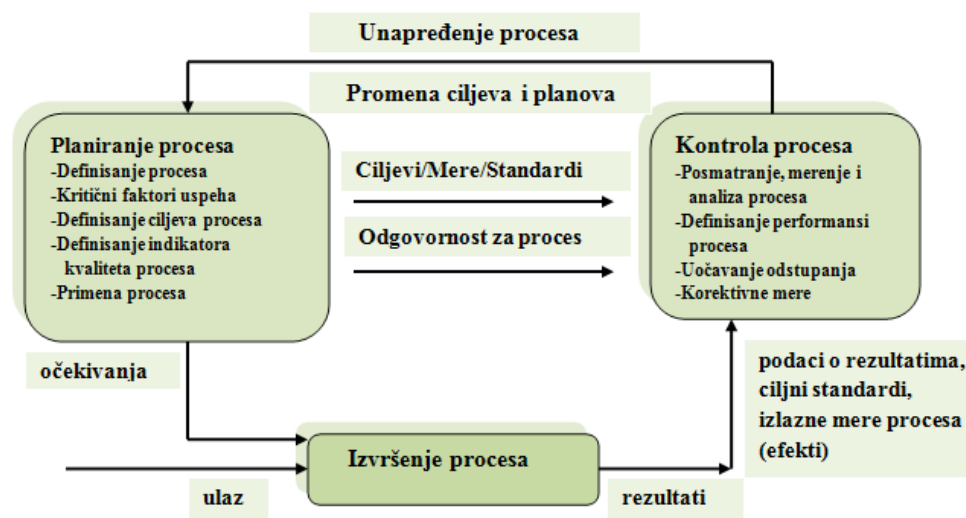 Unapređenje procesa
Promena ciljeva i planova
Planiranje procesa
-Definisanje procesa
-Kritični faktori uspeha
-Definisanje ciljeva procesa
-Definisanje indikatora
kvaliteta procesa
-Primena procesa
Ciljevi/Mere/Standardi
Odgovornost za proces
Kontrola procesa
-Posmatranje, merenje i
analiza procesa
-Definisanje performansi
procesa
-Uočavanje odstupanja
-Korektivne mere
očekivanja
podaci o rezultatima,
ciljni standardi,
izlazne mere procesa
(efekti)
Izvršenje procesa
ulaz
rezultati